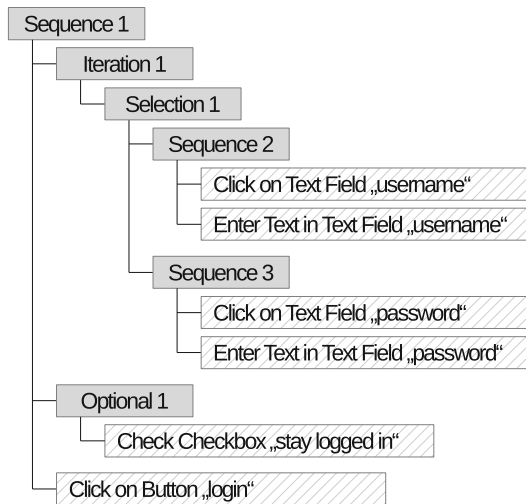 Sequence 1
Iteration 1
Selection 1
Sequence 2
Click on Text Field „username“
Enter Text in Text Field „username“
Sequence 3
Click on Text Field „password“
Enter Text in Text Field „password“
Optional 1
Check Checkbox „stay logged in“
Click on Button „login“